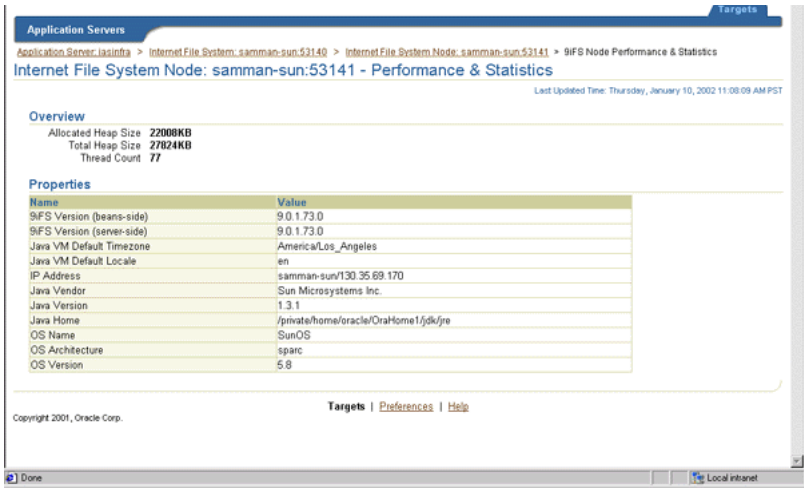 Targets
Application Servers
Application Server: iasinfra > Internet File System: samman-sun:53140 > Internet File System Node: samman-sun:53141 > 9iFS Node Performance & Statistics
Internet File System Node: samman-sun:53141 - Performance & Statistics
Last Updated Time: Thursday, January 10, 2002 11:08:09 AM PST
Overview
Allocated Heap Size 22008KB
Total Heap Size 27824KB
Thread Count 77
Properties
Name Value
9iFS Version (beans-side) 9.0.1.73.0
9iFS Version (server-side) 9.0.1.73.0
Java VM Default Timezone America/Los_Angeles
Java VM Default Locale en
IP Address samman-sun/130.35.69.170
Java Vendor Sun Microsystems Inc.
Java Version 1.3.1
Java Home /private/home/oracle/OraHome1/jdk/jre
OS Name SunOS
OS Architecture sparc
OS Version 5.8
Targets | Preferences | Help
Copyright 2001, Oracle Corp.
Done Local intranet